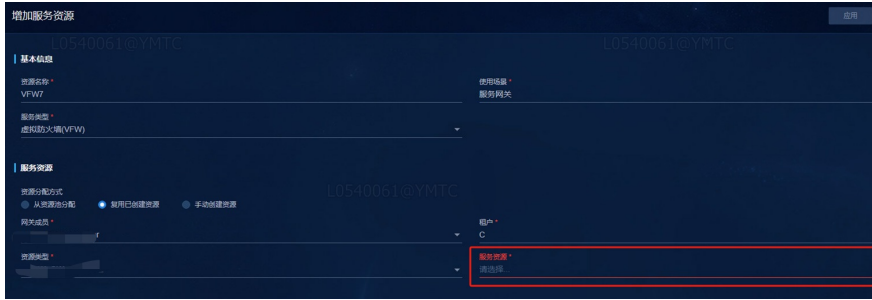 增加服务资源
应用
L0540061@YMTC
L0540061@YMTC
基本信息
资源名称 *
使用场景 *
VFW7
服务网关
服务类型 *
虚拟防火墙(VFW)
服务资源
L0540061@YMTC
资源分配方式
从资源池分配 复用已创建资源 手动创建资源
网关成员 *
租户 *
r
C
资源类型 *
服务资源 *
请选择...